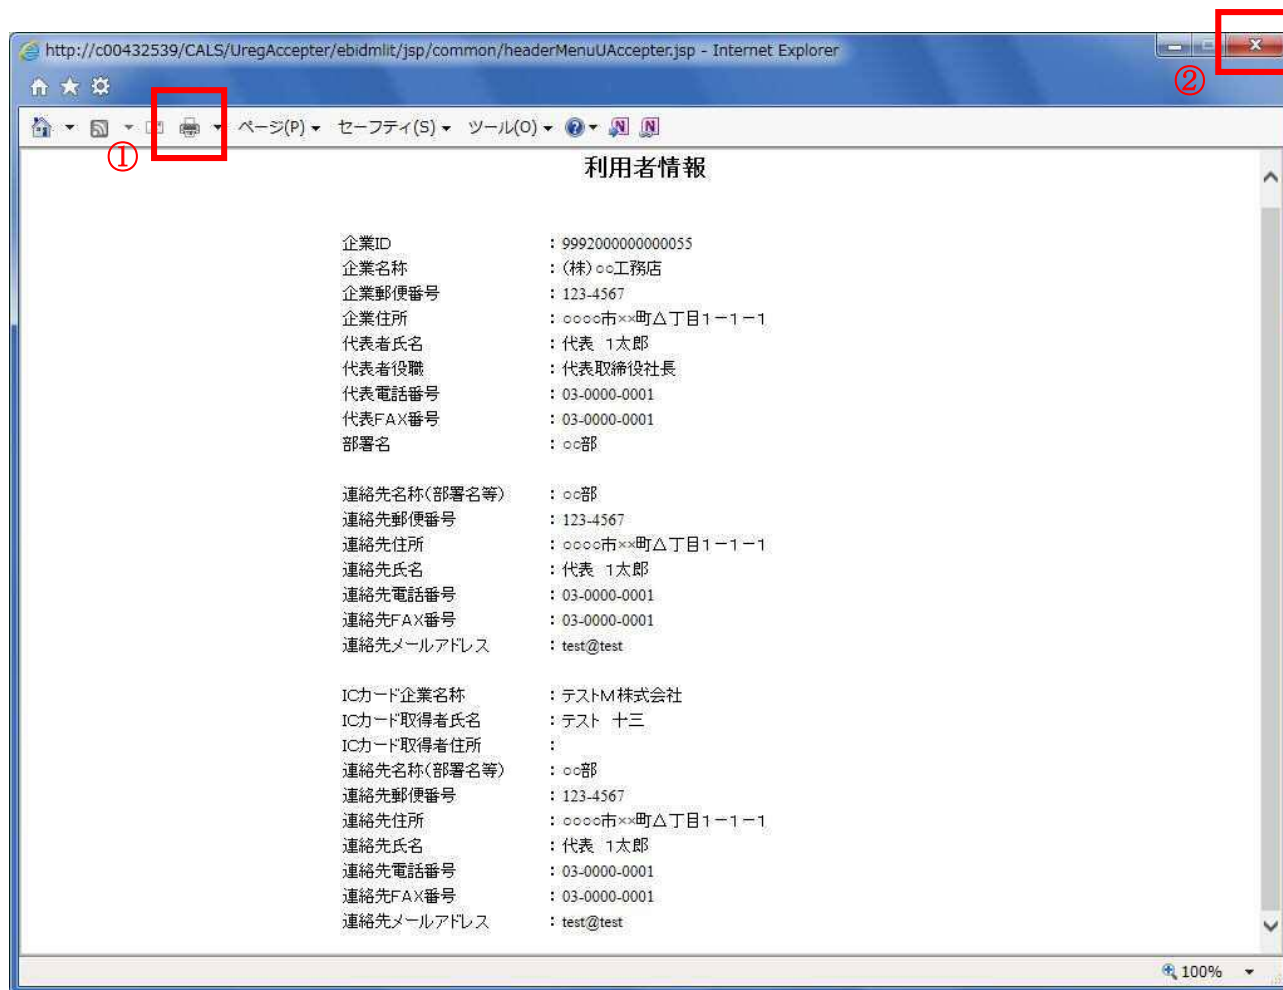 http://c00432539/CALS/UregAccepter/ebidmlit/jsp/common/headerMenuUAccepter.jsp - Internet Explorer
②
ページ(P) セーフティ(S) ツール(O)
①
利用者情報
企業ID : 9992000000000055
企業名称 : (株)○○工務店
企業郵便番号 : 123-4567
企業住所 : ○○○○市××町△丁目1-1-1
代表者氏名 : 代表 1太郎
代表者役職 : 代表取締役社長
代表電話番号 : 03-0000-0001
代表FAX番号 : 03-0000-0001
部署名 : ○○部
連絡先名称(部署名等) : ○○部
連絡先郵便番号 : 123-4567
連絡先住所 : ○○○○市××町△丁目1-1-1
連絡先氏名 : 代表 1太郎
連絡先電話番号 : 03-0000-0001
連絡先FAX番号 : 03-0000-0001
連絡先メールアドレス : test@test
ICカード企業名称 : テストM株式会社
ICカード取得者氏名 : テスト 十三
ICカード取得者住所 :
連絡先名称(部署名等) : ○○部
連絡先郵便番号 : 123-4567
連絡先住所 : ○○○○市××町△丁目1-1-1
連絡先氏名 : 代表 1太郎
連絡先電話番号 : 03-0000-0001
連絡先FAX番号 : 03-0000-0001
連絡先メールアドレス : test@test
100%